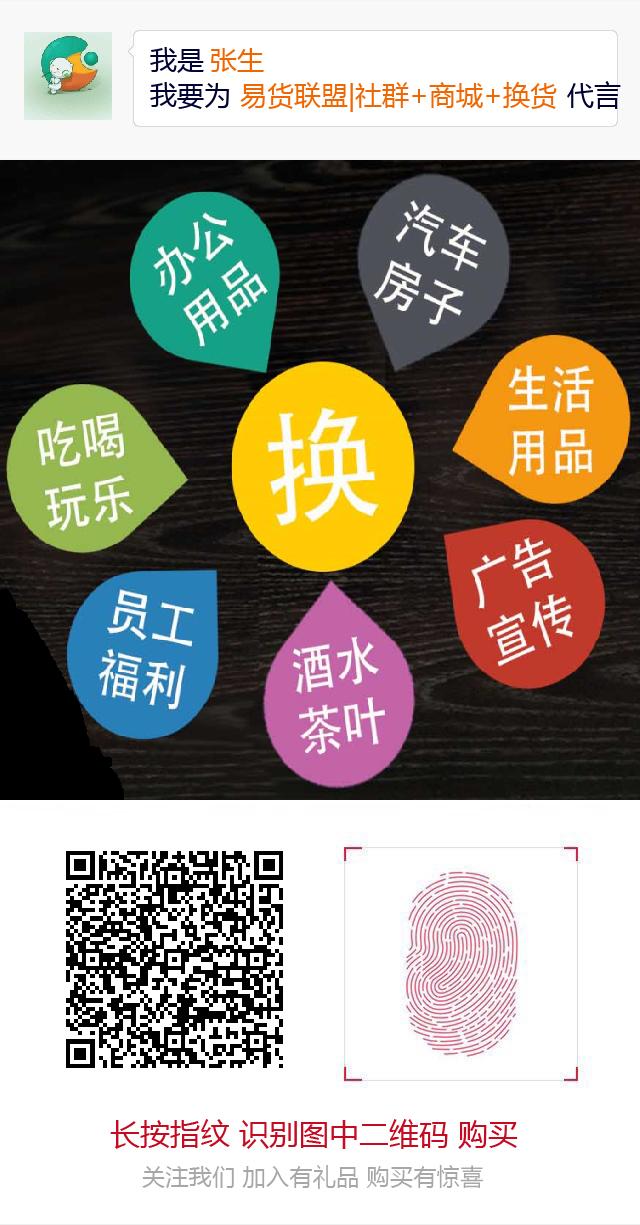 我是 张生
我要为 易货联盟|社群+商城+换货 代言
办公
用品
汽车
房子
生活
用品
吃喝
玩乐
换
广告
宣传
员工
福利
酒水
茶叶
长按指纹 识别图中二维码 购买
关注我们 加入有礼品 购买有惊喜